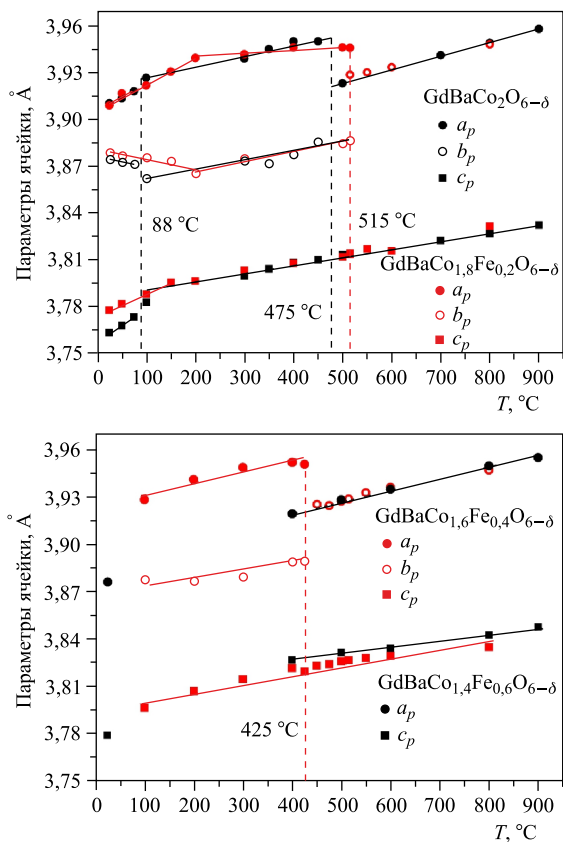 3,96
3,93
3,90
3,87
3,84
3,81
3,78
3,75
Параметры ячейки, Å
GdBaCo2O6−δ
ap
bp
cp
88 °C
515 °C
475 °C
GdBaCo1,8Fe0,2O6−δ
ap
bp
cp
0 100 200 300 400 500 600 700 800 900
T, °C
3,96
3,93
3,90
3,87
3,84
3,81
3,78
3,75
Параметры ячейки, Å
GdBaCo1,6Fe0,4O6−δ
ap
bp
cp
GdBaCo1,4Fe0,6O6−δ
ap
cp
425 °C
0 100 200 300 400 500 600 700 800 900
T, °C